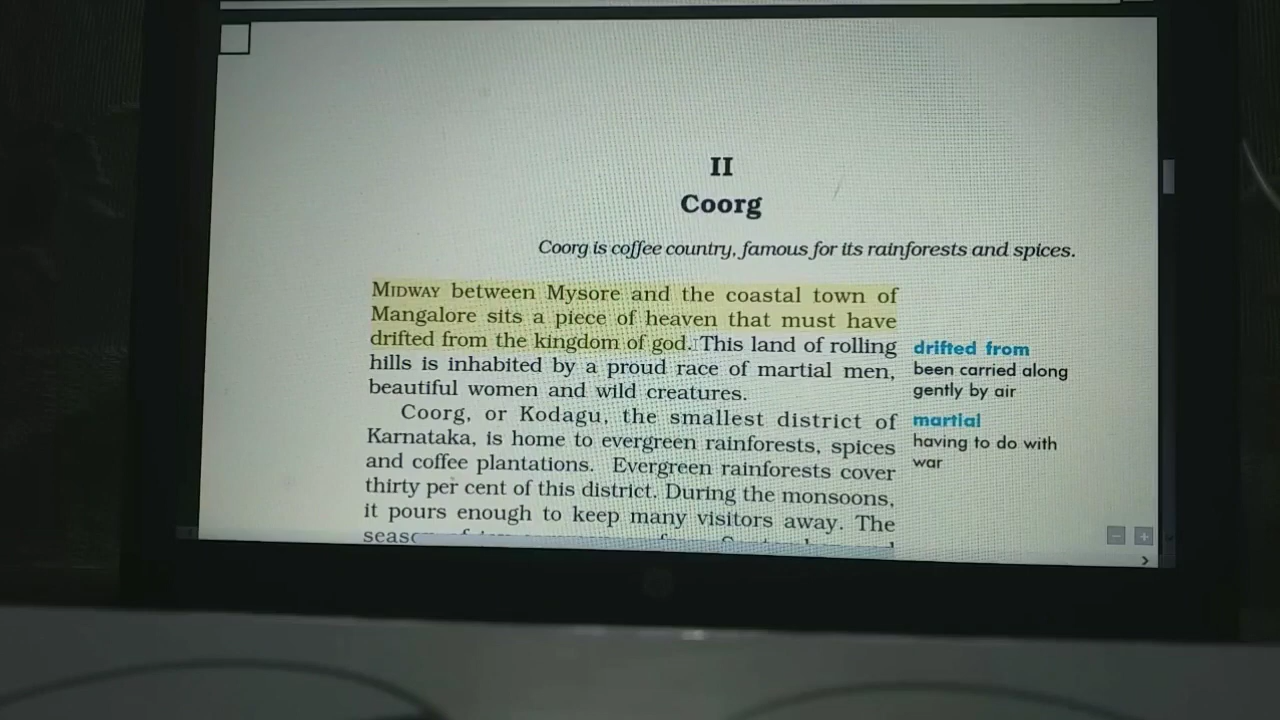 II
Coorg
Coorg is coffee country, famous for its rainforests and spices.
MIDWAY between Mysore and the coastal town of
Mangalore sits a piece of heaven that must have
drifted from the kingdom of god. This land of rolling
hills is inhabited by a proud race of martial men,
beautiful women and wild creatures.
Coorg, or Kodagu, the smallest district of
Karnataka, is home to evergreen rainforests, spices
and coffee plantations. Evergreen rainforests cover
thirty per cent of this district. During the monsoons,
it pours enough to keep many visitors away. The
drifted from
been carried along
gently by air
martial
having to do with
war